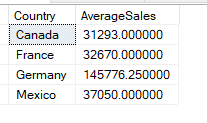 Country AverageSales
Canada 31293.000000
France 32670.000000
Germany 145776.250000
Mexico 37050.000000